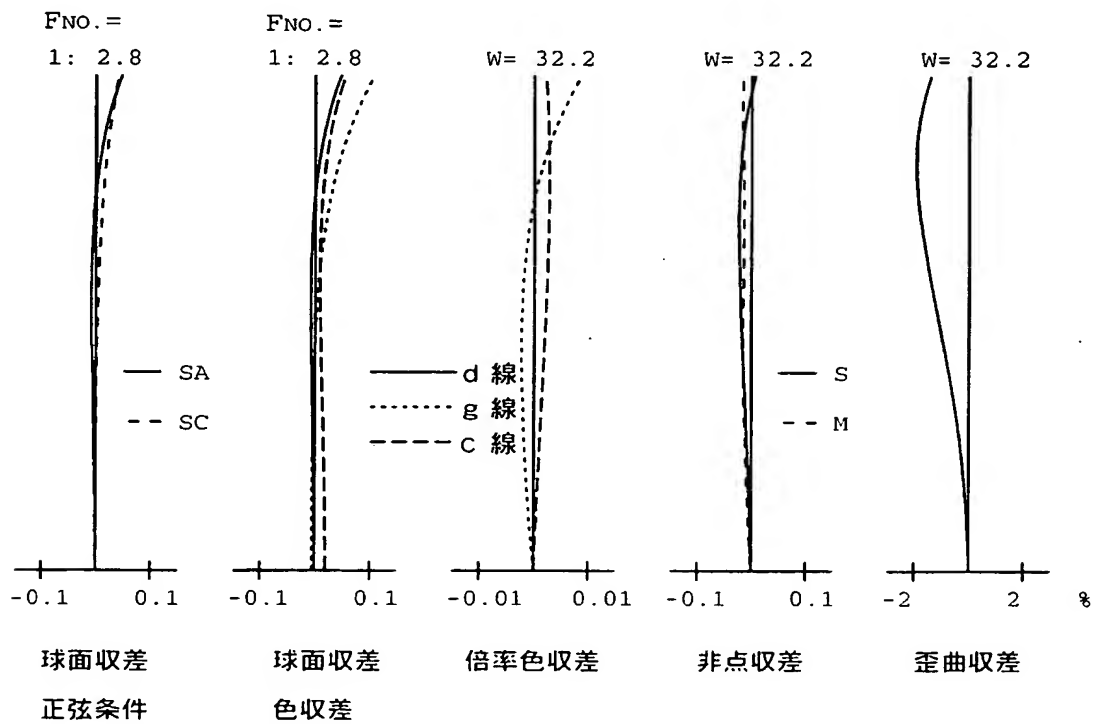 FNO.=
1: 2.8
FNO.=
1: 2.8
W= 32.2
W= 32.2
W= 32.2
SA
SC
d 線
g 線
C 線
S
M
-0.1
0.1
-0.1
0.1
-0.01
0.01
-0.1
0.1
-2
2
%
球面収差
正弦条件
球面収差
色収差
倍率色収差
非点収差
歪曲収差